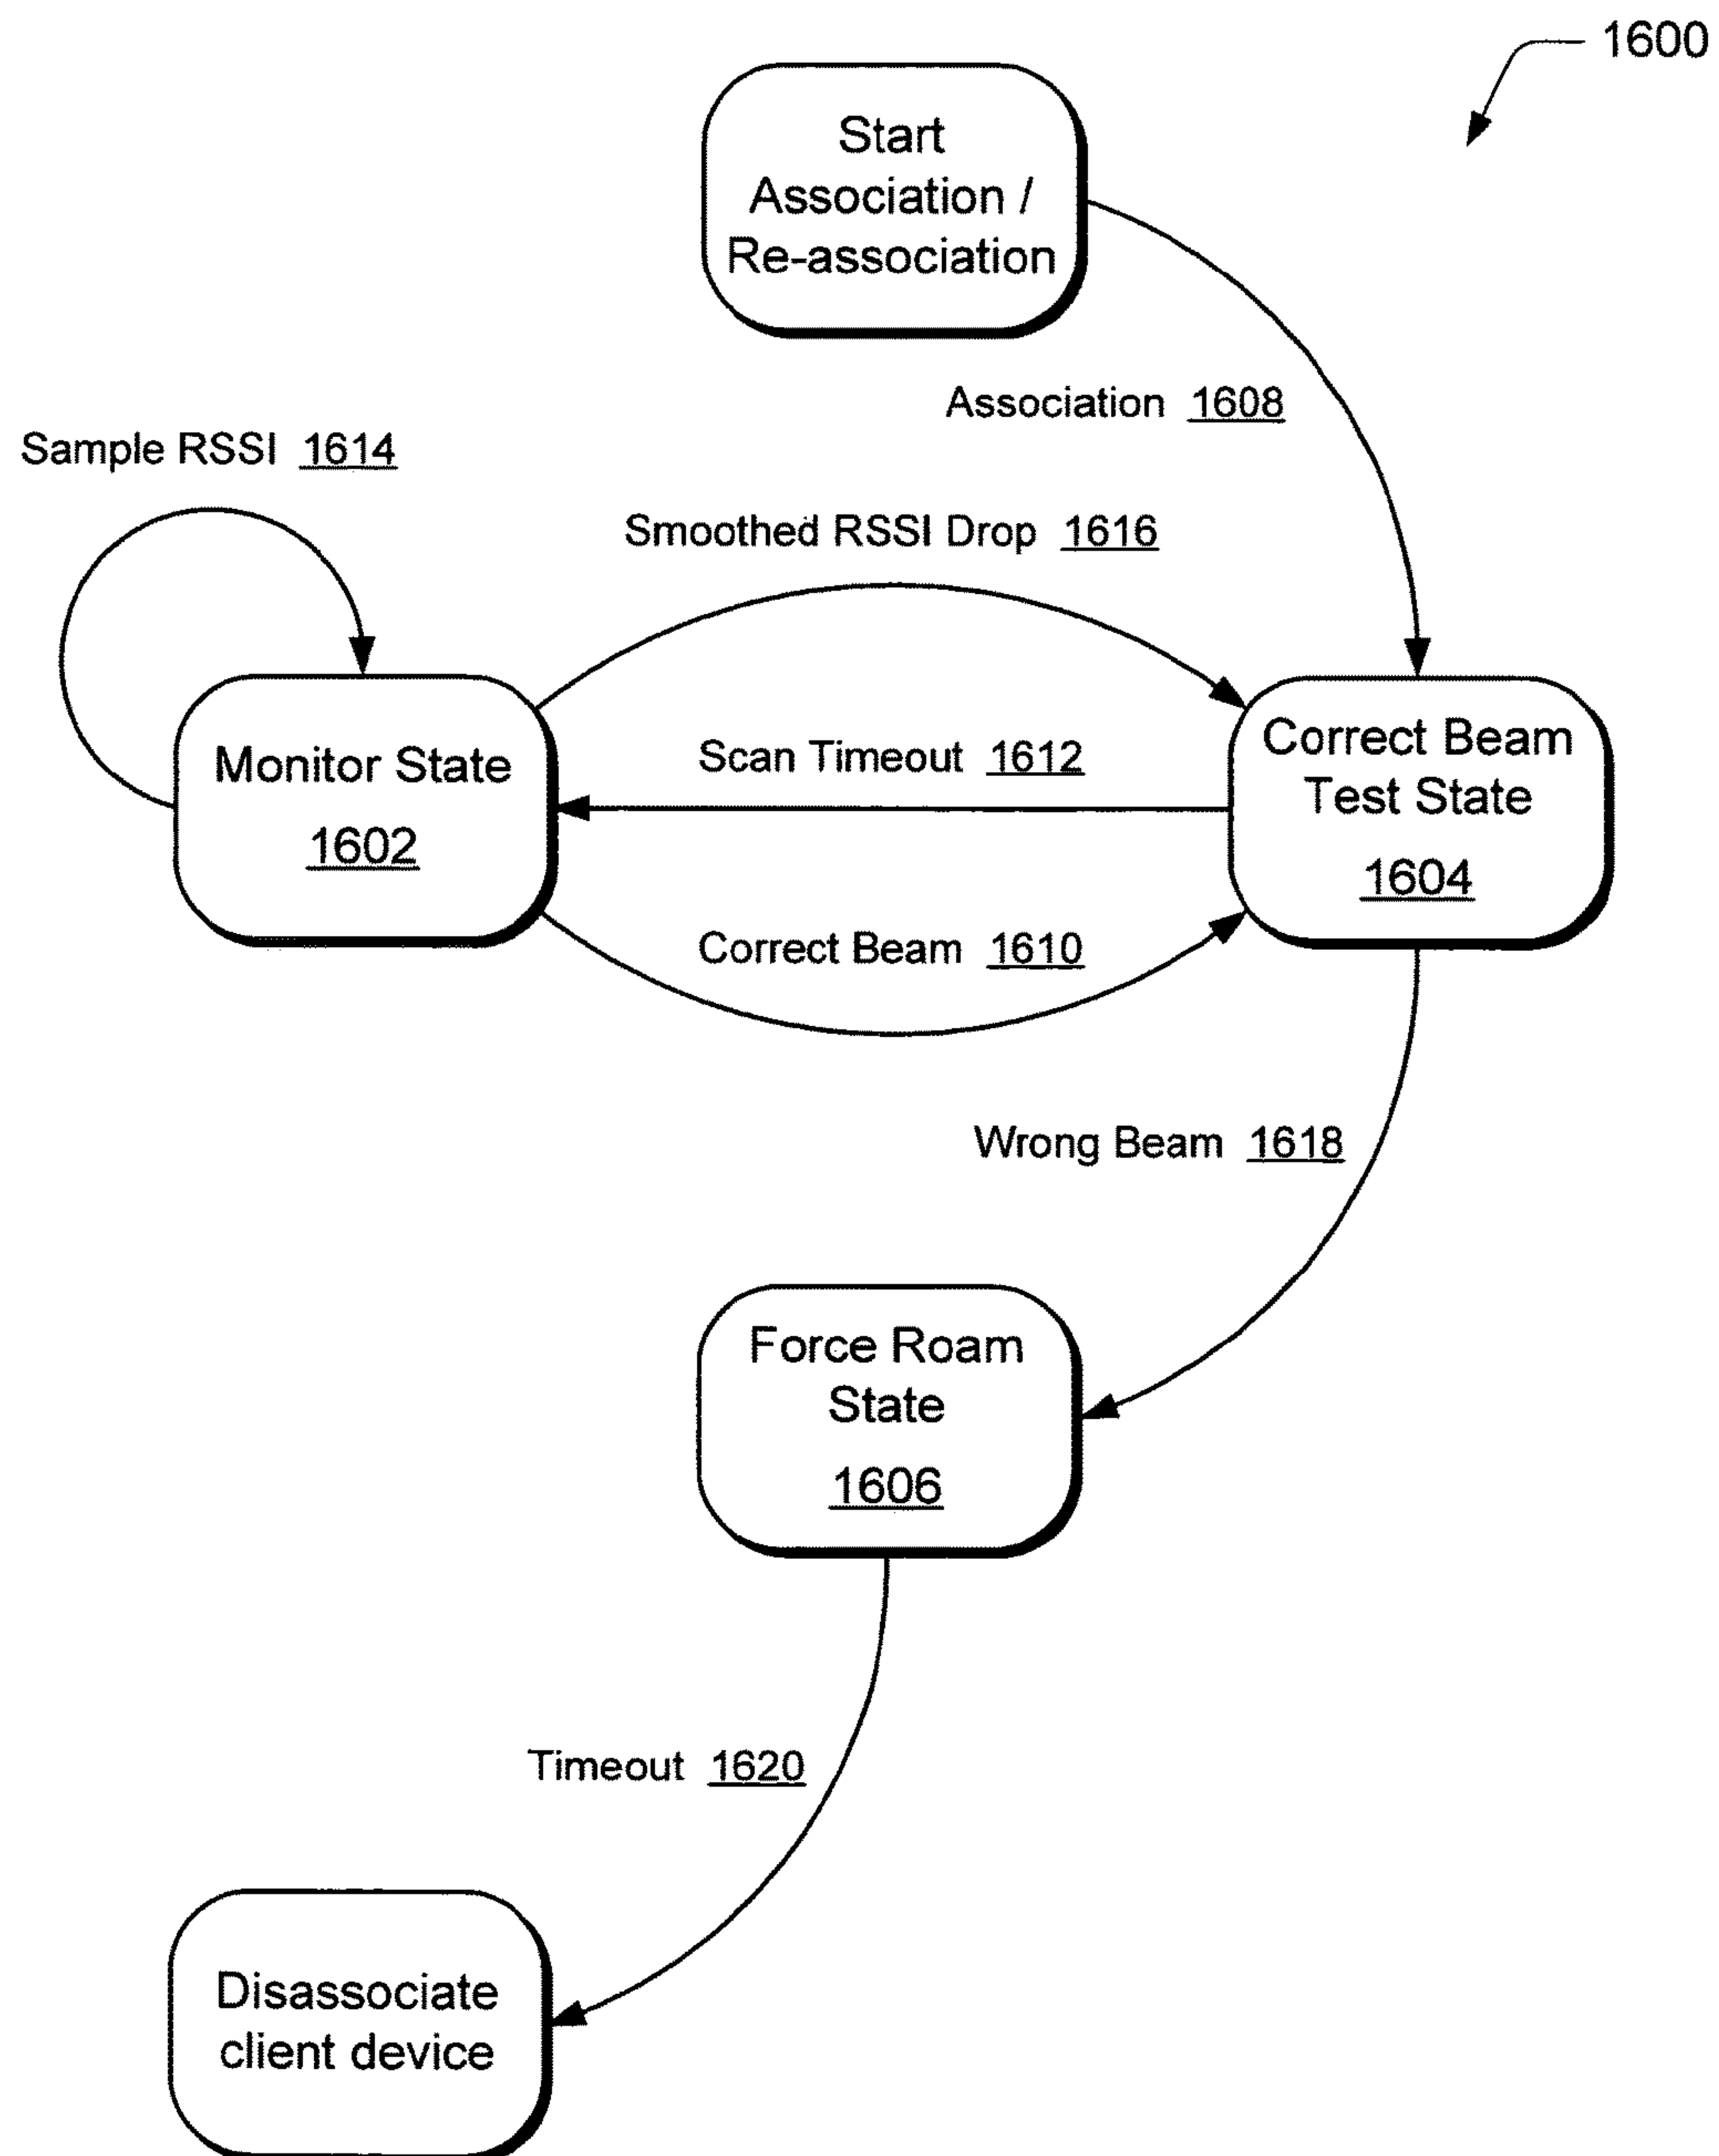 1600
Start
Association /
Re-association
Association 1608
Sample RSSI 1614
Smoothed RSSI Drop 1616
Monitor State
1602
Scan Timeout 1612
Correct Beam
Test State
1604
Correct Beam 1610
Wrong Beam 1618
Force Roam
State
1606
Timeout 1620
Disassociate
client device